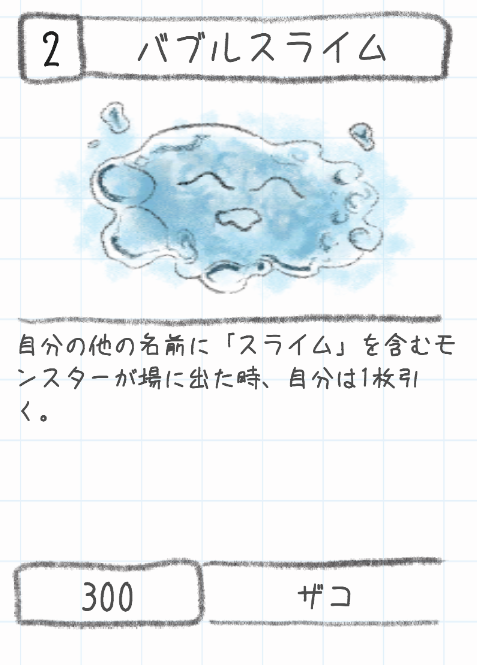 2
バブルスライム
自分の他の名前に「スライム」を含むモ
ンスターが場に出た時、自分は1枚引
く。
300
ザコ